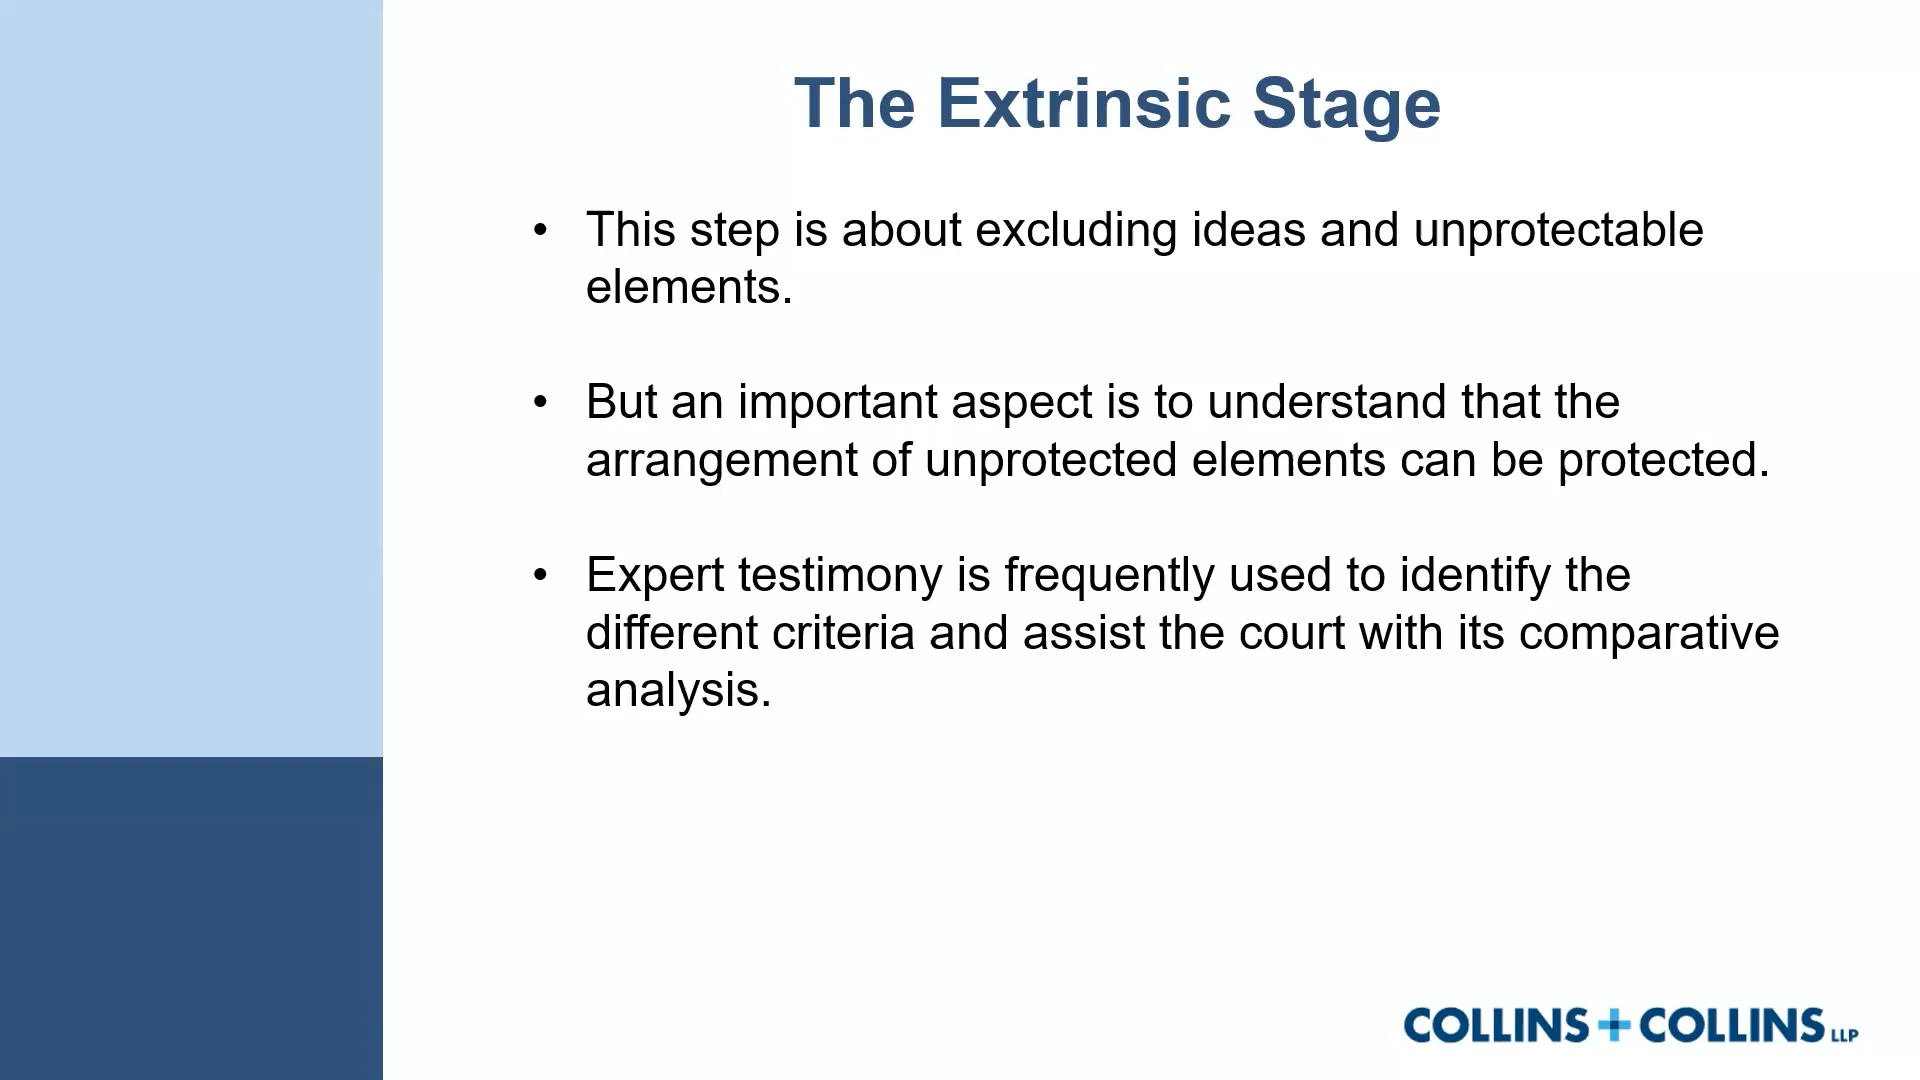 The Extrinsic Stage
• This step is about excluding ideas and unprotectable
elements.
• But an important aspect is to understand that the
arrangement of unprotected elements can be protected.
• Expert testimony is frequently used to identify the
different criteria and assist the court with its comparative
analysis.
COLLINS + COLLINS LLP